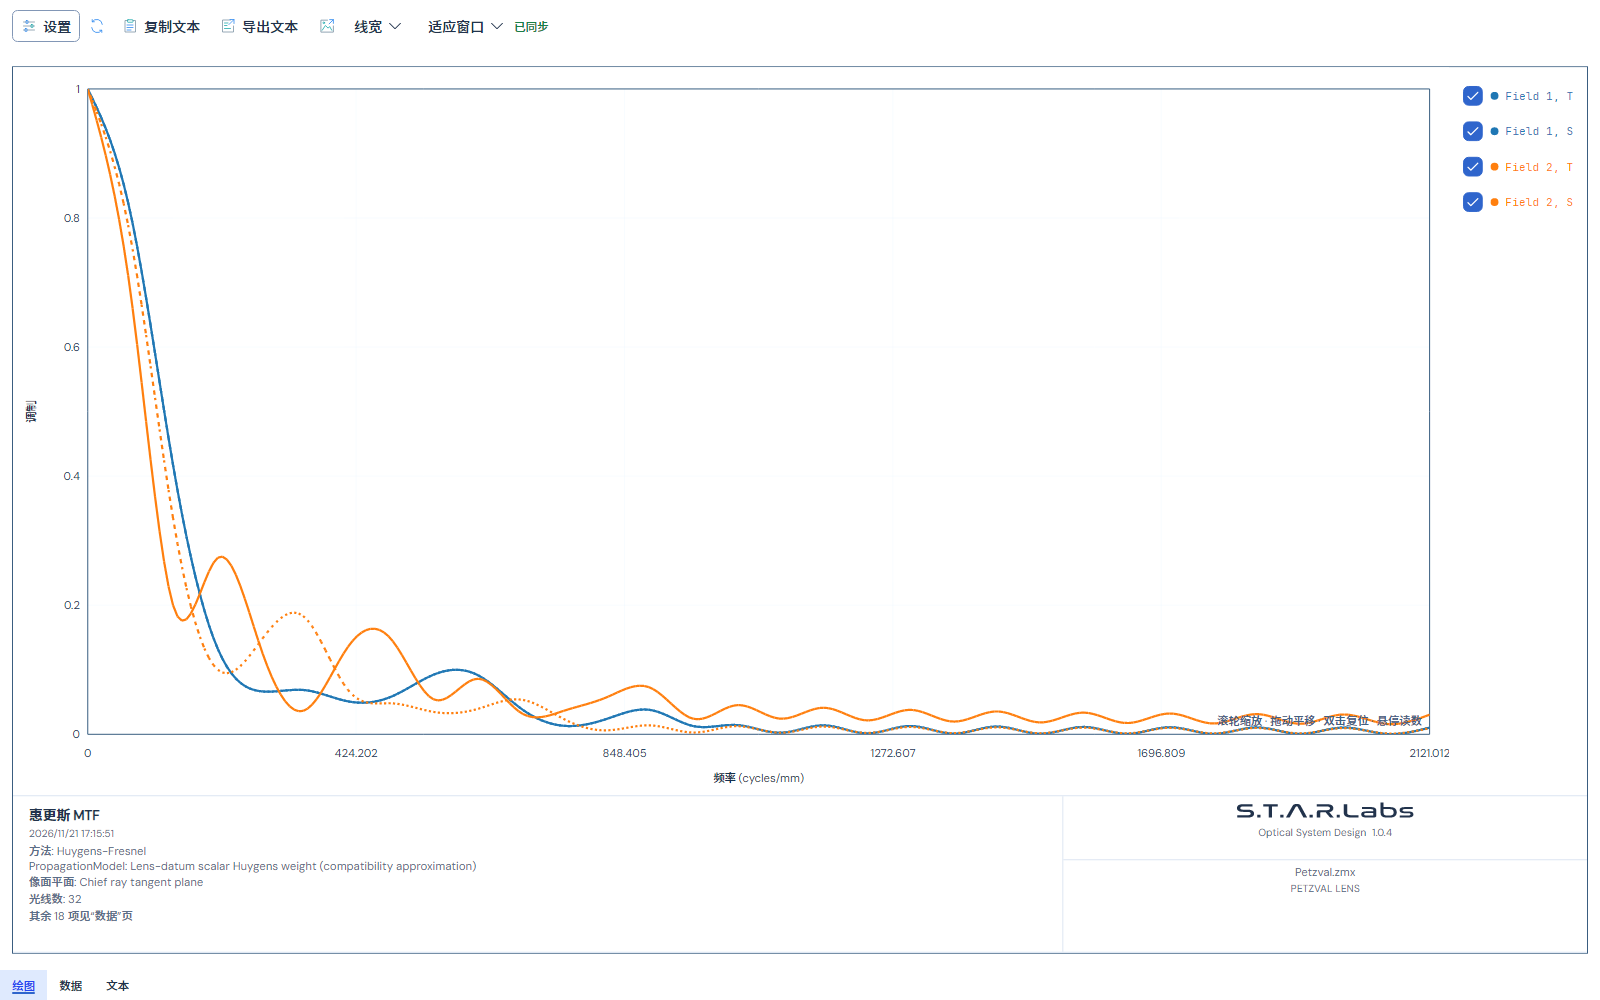 设置 复制文本 导出文本 线宽 适应窗口 已同步
1
0.8
0.6
0.4
0.2
0
调制
0 424.202 848.405 1272.607 1696.809 2121.012
频率 (cycles/mm)
滚轮缩放 · 拖动平移 · 双击复位 · 悬停读数
Field 1, T
Field 1, S
Field 2, T
Field 2, S
惠更斯 MTF
2026/11/21 17:15:51
方法: Huygens-Fresnel
PropagationModel: Lens-datum scalar Huygens weight (compatibility approximation)
像面平面: Chief ray tangent plane
光线数: 32
其余 18 项见“数据”页
S.T.A.R.Labs
Optical System Design 1.0.4
Petzval.zmx
PETZVAL LENS
绘图 数据 文本